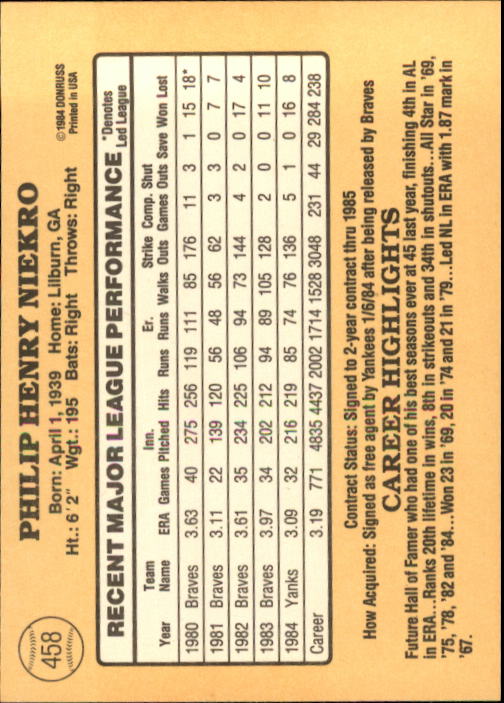 458
PHILIP HENRY NIEKRO
Born: April 1, 1939 Home: Lilburn, GA
Ht.: 6'2" Wgt.: 195 Bats: Right Throws: Right
©1984 DONRUSS
Printed in USA
RECENT MAJOR LEAGUE PERFORMANCE *Denotes Led League
Year Team Name ERA Games Inn. Pitched Hits Runs Er. Runs Walks Strike Outs Comp. Games Shut Outs Save Won Lost
1980 Braves 3.63 40 275 256 119 111 85 176 11 3 1 15 18*
1981 Braves 3.11 22 139 120 56 48 56 62 3 3 0 7 7
1982 Braves 3.61 35 234 225 106 94 73 144 4 2 0 17 4
1983 Braves 3.97 34 202 212 94 89 105 128 2 0 0 11 10
1984 Yanks 3.09 32 216 219 85 74 76 136 5 1 0 16 8
Career 3.19 771 4835 4437 2002 1714 1528 3048 231 44 29 284 238
Contract Status: Signed to 2-year contract thru 1985
How Acquired: Signed as free agent by Yankees 1/6/84 after being released by Braves
CAREER HIGHLIGHTS
Future Hall of Famer who had one of his best seasons ever at 45 last year, finishing 4th in AL
in ERA...Ranks 20th lifetime in wins, 8th in strikeouts and 34th in shutouts...All Star in '69,
'75, '78, '82 and '84...Won 23 in '69, 20 in '74 and 21 in '79...Led NL in ERA with 1.87 mark in
'67.